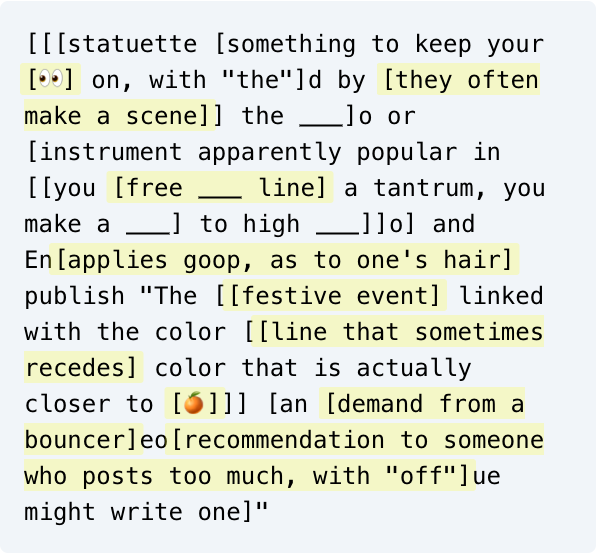 [[[statuette [something to keep your
[👀] on, with "the"]d by [they often
make a scene]] the ___]o or
[instrument apparently popular in
[[you [free ___ line] a tantrum, you
make a ___] to high ___]]o] and
En[applies goop, as to one's hair]
publish "The [[festive event] linked
with the color [[line that sometimes
recedes] color that is actually
closer to [🍊]]] [an [demand from a
bouncer]eo[recommendation to someone
who posts too much, with "off"]ue
might write one]"